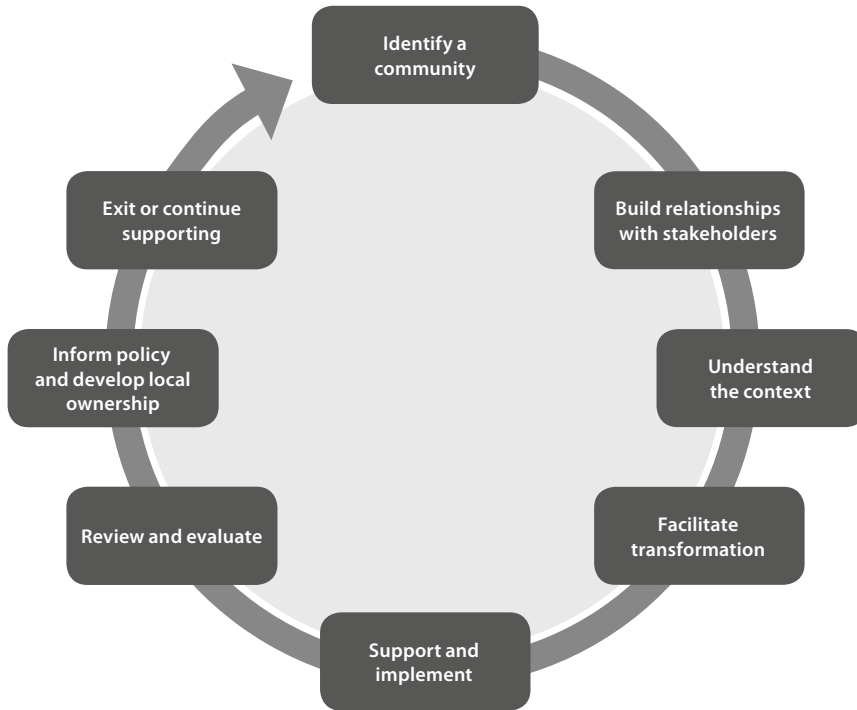 Identify a
community
Build relationships
with stakeholders
Understand
the context
Facilitate
transformation
Support and
implement
Review and evaluate
Inform policy
and develop local
ownership
Exit or continue
supporting